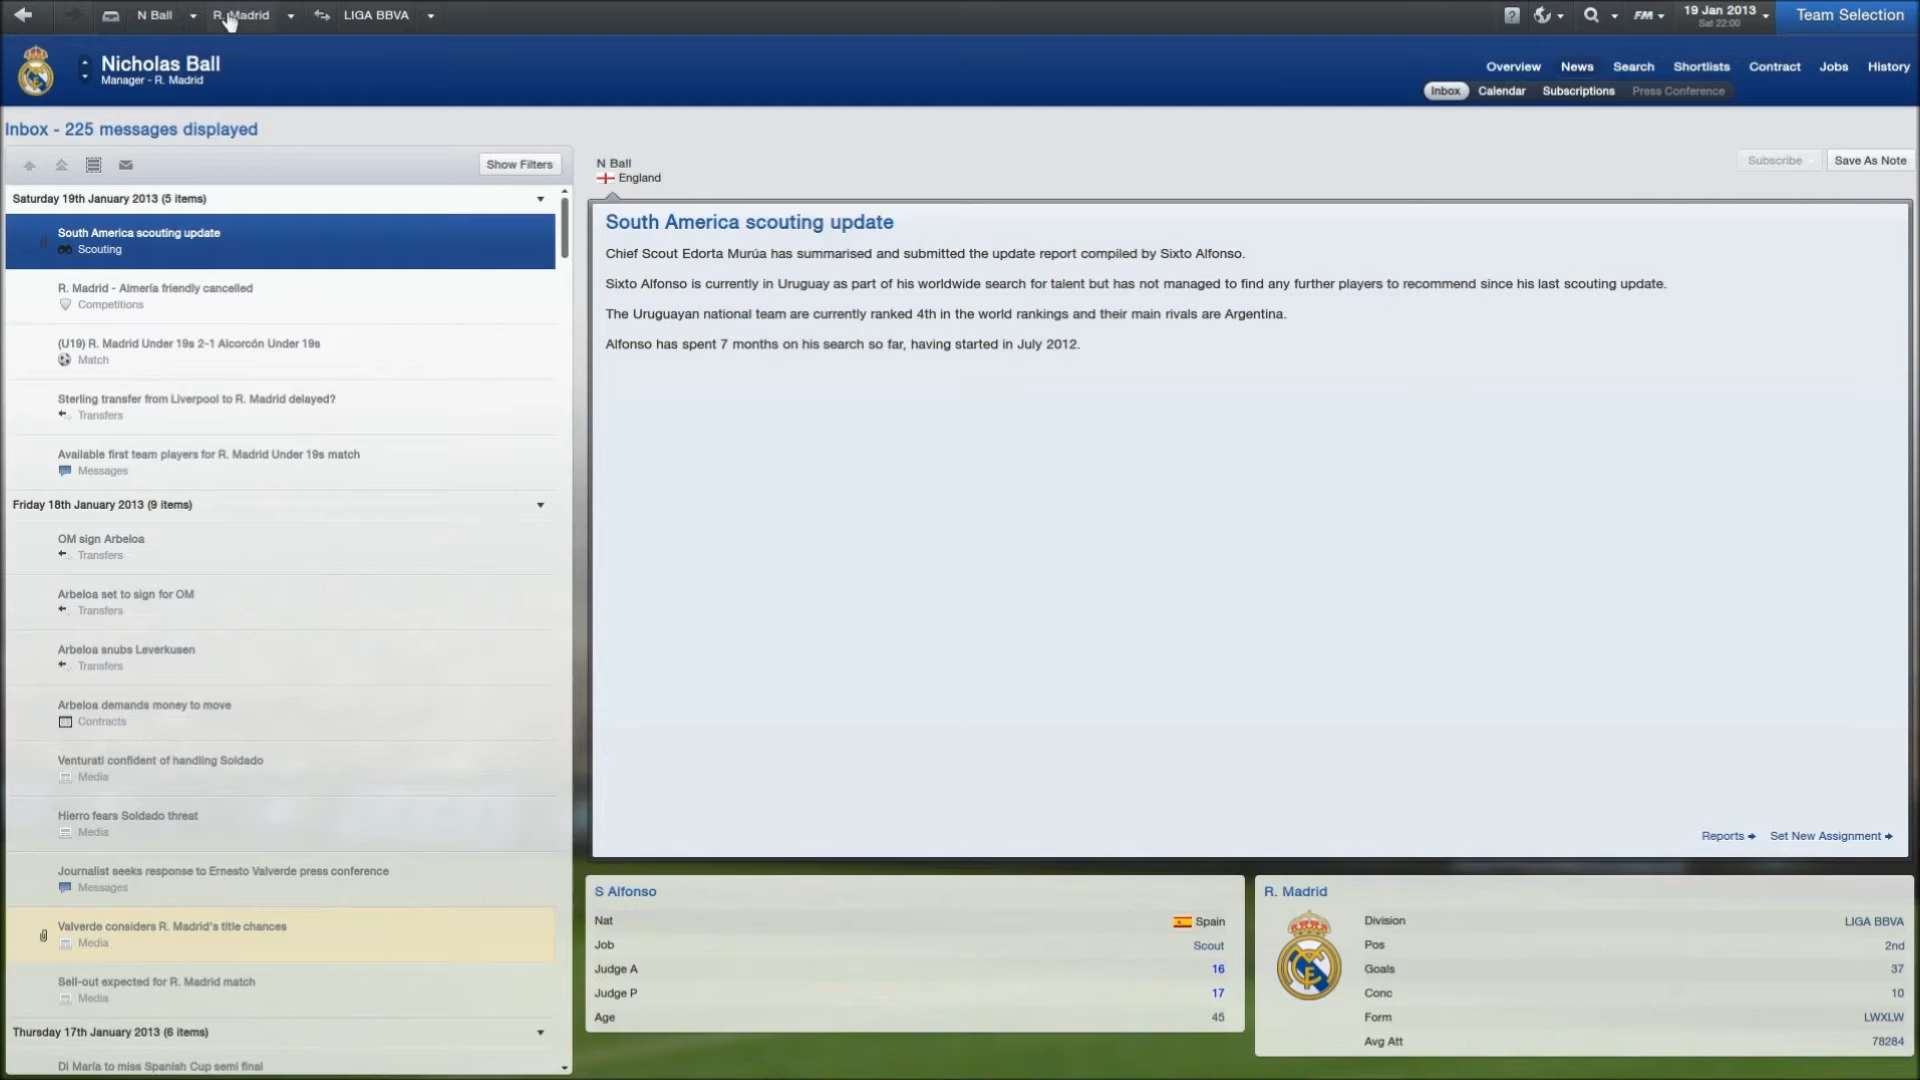 N Ball R. Madrid LIGA BBVA
FM 19 Jan 2013
Sat 22:00
Team Selection
Nicholas Ball
Manager - R. Madrid
Overview News Search Shortlists Contract Jobs History
Inbox Calendar Subscriptions Press Conference
Inbox - 225 messages displayed
Show Filters
Saturday 19th January 2013 (5 items)
South America scouting update
Scouting
R. Madrid - Almería friendly cancelled
Competitions
(U19) R. Madrid Under 19s 2-1 Alcorcón Under 19s
Match
Sterling transfer from Liverpool to R. Madrid delayed?
Transfers
Available first team players for R. Madrid Under 19s match
Messages
Friday 18th January 2013 (9 items)
OM sign Arbeloa
Transfers
Arbeloa set to sign for OM
Transfers
Arbeloa snubs Leverkusen
Transfers
Arbeloa demands money to move
Contracts
Venturati confident of handling Soldado
Media
Hierro fears Soldado threat
Media
Journalist seeks response to Ernesto Valverde press conference
Messages
Valverde considers R. Madrid's title chances
Media
Sell-out expected for R. Madrid match
Media
Thursday 17th January 2013 (6 items)
Di María to miss Spanish Cup semi final
N Ball
England
Subscribe Save As Note
South America scouting update
Chief Scout Edorta Murúa has summarised and submitted the update report compiled by Sixto Alfonso.
Sixto Alfonso is currently in Uruguay as part of his worldwide search for talent but has not managed to find any further players to recommend since his last scouting update.
The Uruguayan national team are currently ranked 4th in the world rankings and their main rivals are Argentina.
Alfonso has spent 7 months on his search so far, having started in July 2012.
Reports Set New Assignment
S Alfonso
Nat Spain
Job Scout
Judge A 16
Judge P 17
Age 45
R. Madrid
Division LIGA BBVA
Pos 2nd
Goals 37
Conc 10
Form LWXLW
Avg Att 78284